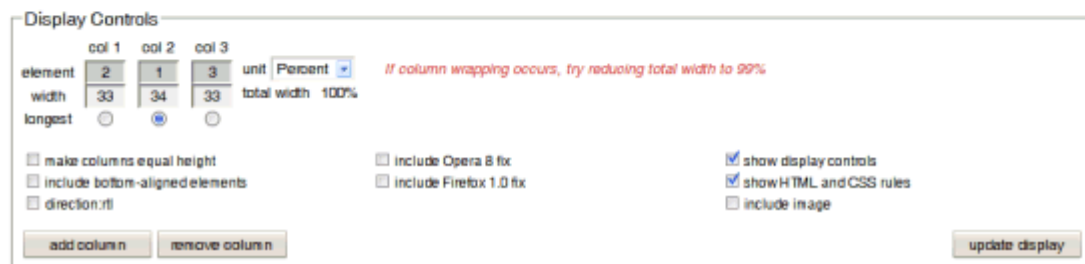 Display Controls
col 1 col 2 col 3
element 2 1 3 unit Percent If column wrapping occurs, try reducing total width to 99%
width 33 34 33 total width 100%
longest
make columns equal height include Opera 8 fix show display controls
include bottom-aligned elements include Firefox 1.0 fix show HTML and CSS rules
direction:rtl include image
add column remove column update display